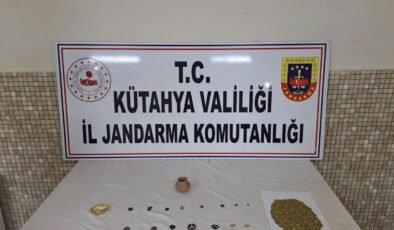 T.C.
KÜTAHYA VALİLİĞİ
İL JANDARMA KOMUTANLIĞI